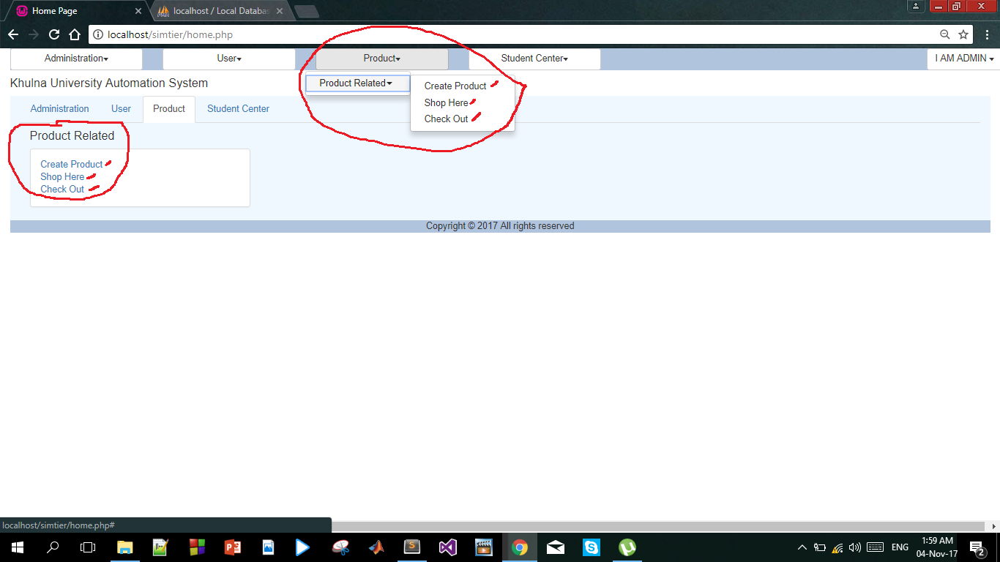 Home Page
localhost / Local Databas
localhost/simtier/home.php
Administration User Product Student Center I AM ADMIN
Product Related
Create Product
Shop Here
Check Out
Khulna University Automation System
Administration User Product Student Center
Product Related
Create Product
Shop Here
Check Out
Copyright © 2017 All rights reserved
localhost/simtier/home.php#
ENG
1:59 AM
04-Nov-17
2